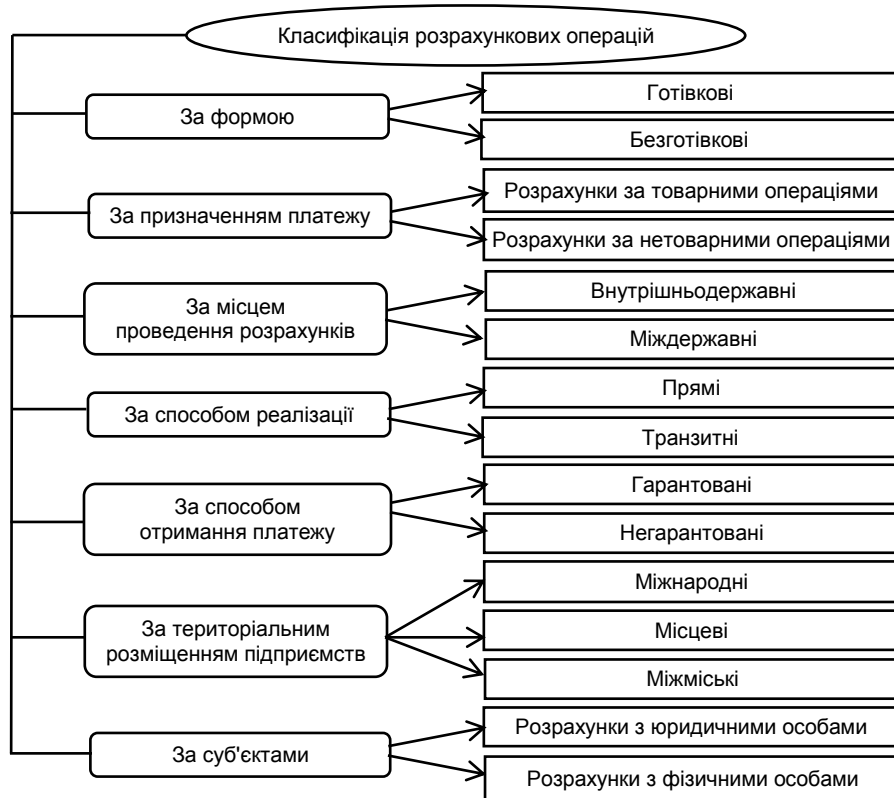 Класифікація розрахункових операцій
За формою
Готівкові
Безготівкові
За призначенням платежу
Розрахунки за товарними операціями
Розрахунки за нетоварними операціями
За місцем
проведення розрахунків
Внутрішньодержавні
Міждержавні
За способом реалізації
Прямі
Транзитні
За способом
отримання платежу
Гарантовані
Негарантовані
За територіальним
розміщенням підприємств
Міжнародні
Місцеві
Міжміські
За суб'єктами
Розрахунки з юридичними особами
Розрахунки з фізичними особами